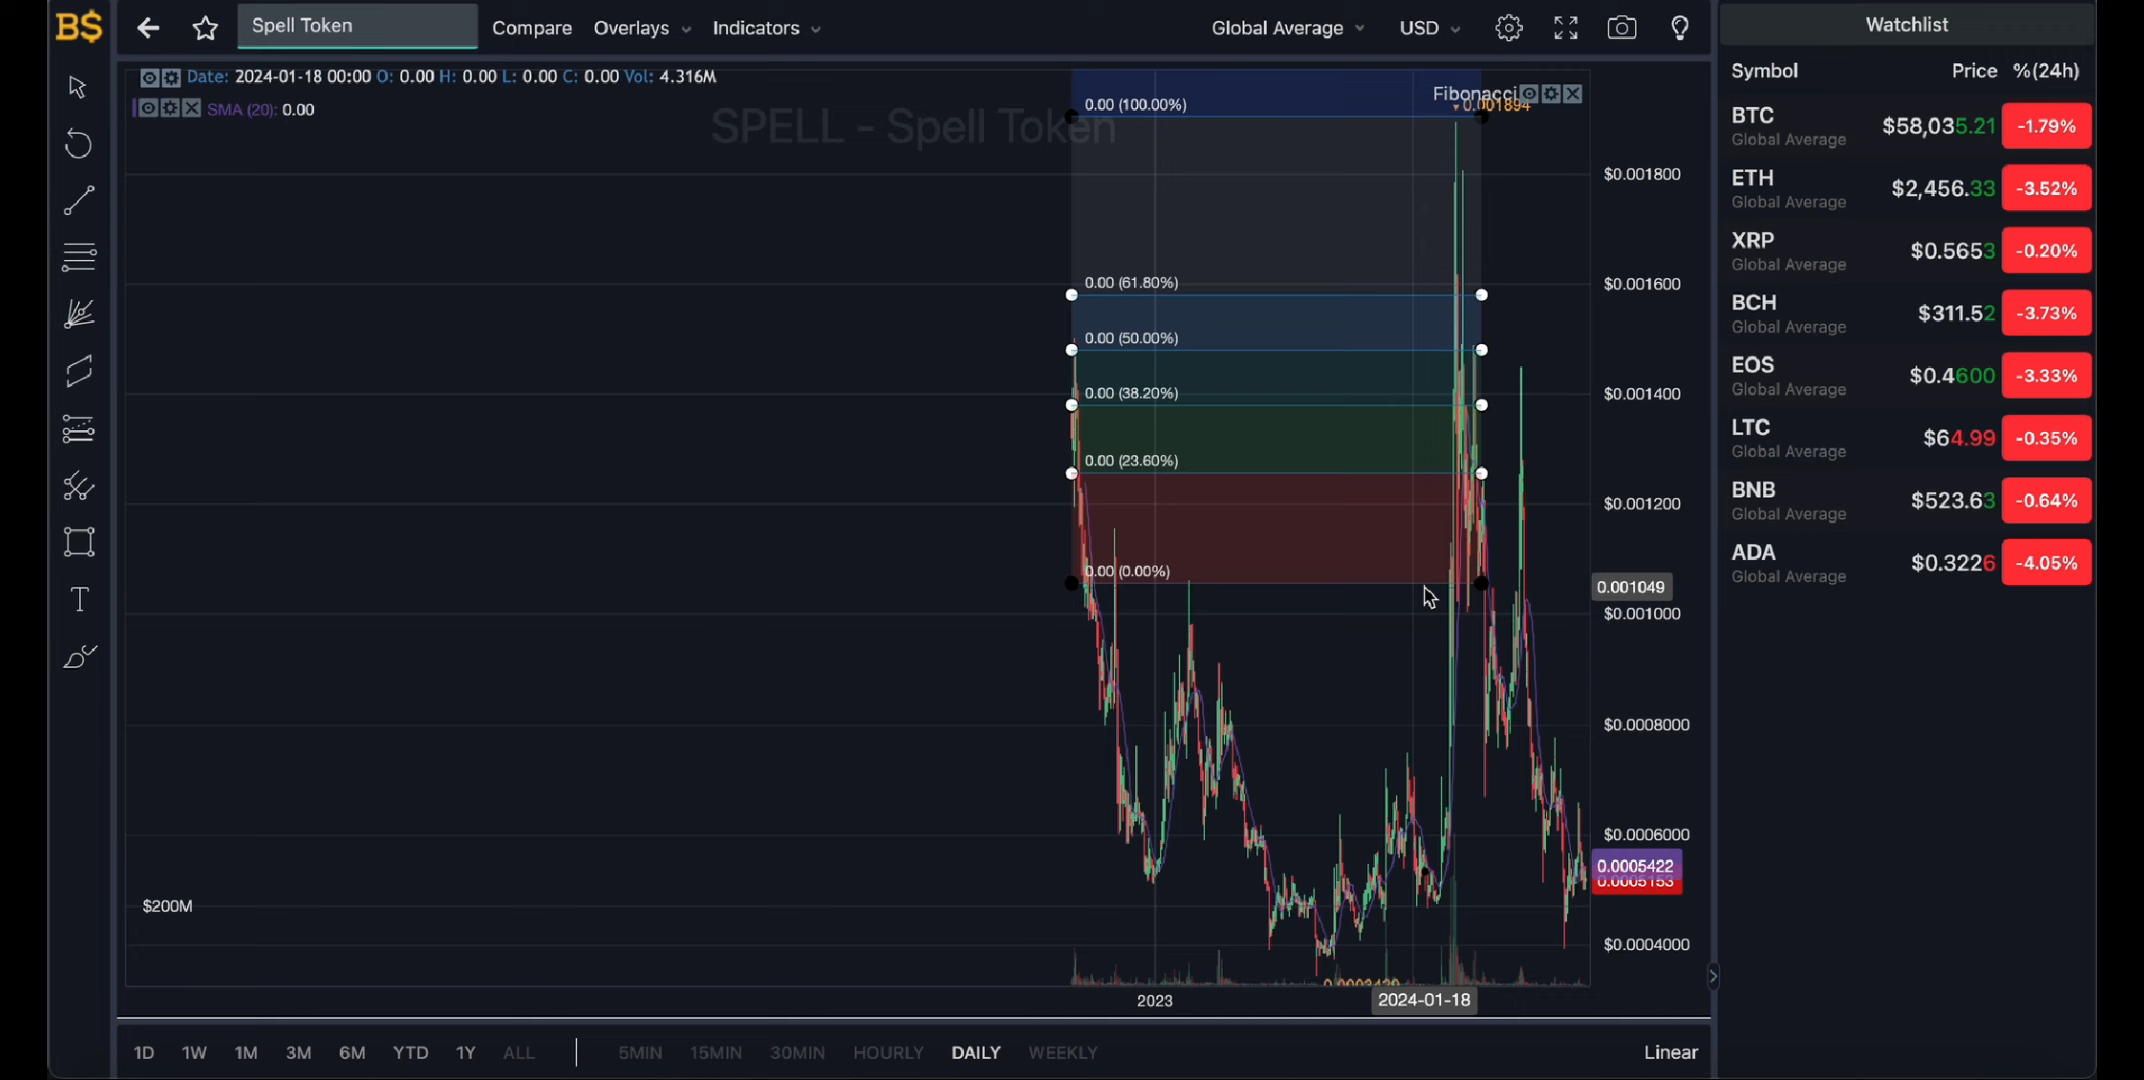 B$
Spell Token
Compare
Overlays
Indicators
Global Average
USD
Date: 2024-01-18 00:00 O: 0.00 H: 0.00 L: 0.00 C: 0.00 Vol: 4.316M
SMA (20): 0.00
SPELL - Spell Token
Fibonacci
0.001894
0.00 (100.00%)
0.00 (61.80%)
0.00 (50.00%)
0.00 (38.20%)
0.00 (23.60%)
0.00 (0.00%)
$0.001800
$0.001600
$0.001400
$0.001200
0.001049
$0.001000
$0.0008000
$0.0006000
0.0005422
0.0005153
$0.0004000
$200M
2023
2024-01-18
T
1D 1W 1M 3M 6M YTD 1Y ALL
5MIN 15MIN 30MIN HOURLY DAILY WEEKLY
Linear
Watchlist
Symbol Price %(24h)
BTC $58,035.21 -1.79%
Global Average
ETH $2,456.33 -3.52%
Global Average
XRP $0.5653 -0.20%
Global Average
BCH $311.52 -3.73%
Global Average
EOS $0.4600 -3.33%
Global Average
LTC $64.99 -0.35%
Global Average
BNB $523.63 -0.64%
Global Average
ADA $0.3226 -4.05%
Global Average